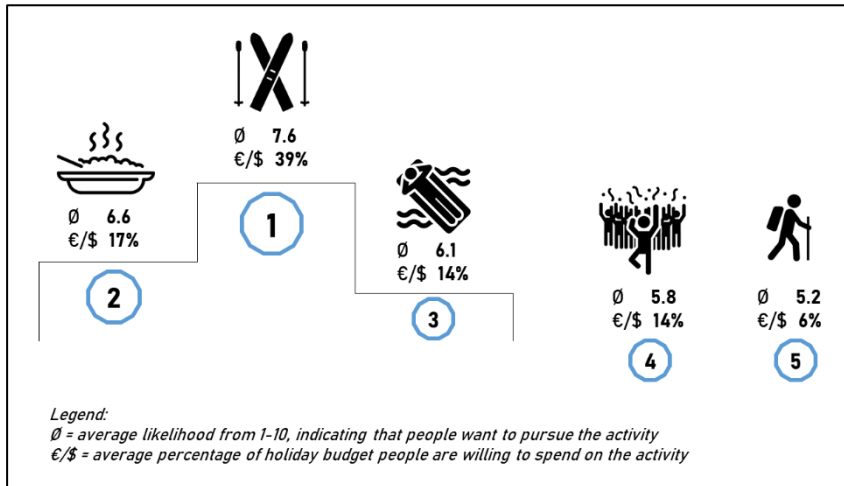 Ø 7.6
€/$ 39%
1
Ø 6.6
€/$ 17%
2
Ø 6.1
€/$ 14%
3
Ø 5.8
€/$ 14%
4
Ø 5.2
€/$ 6%
5
Legend:
Ø = average likelihood from 1-10, indicating that people want to pursue the activity
€/$ = average percentage of holiday budget people are willing to spend on the activity